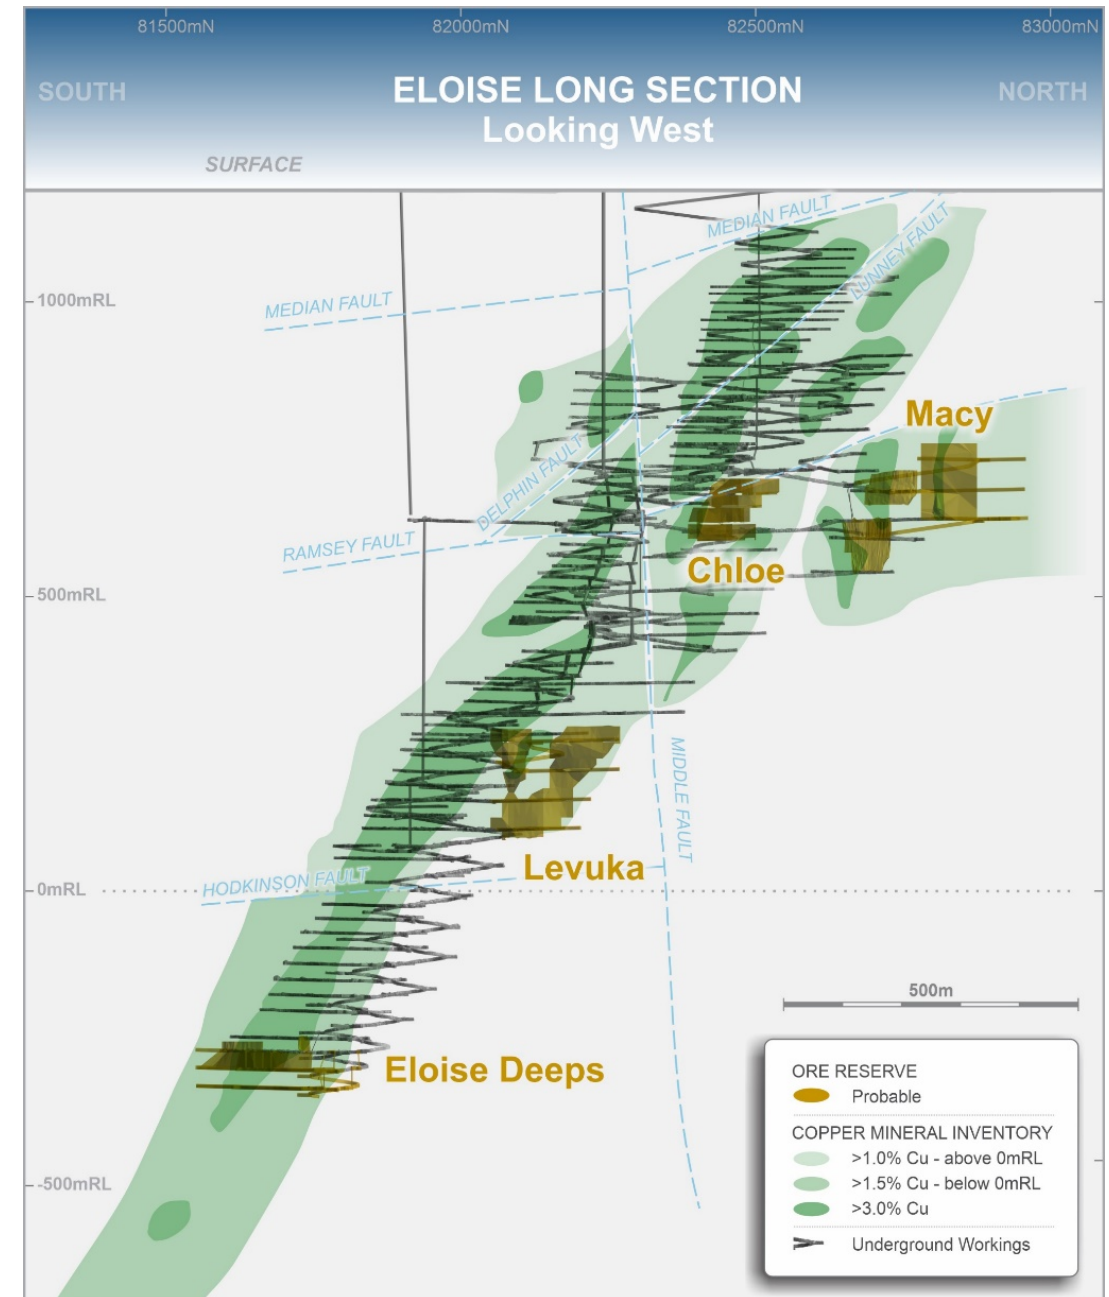 81500mN
82000mN
82500mN
83000mN
SOUTH
ELOISE LONG SECTION
NORTH
Looking West
SURFACE
MEDIAN FAULT
LUNNEY FAULT
1000mRL
MEDIAN FAULT
Macy
DELPHIN FAULT
RAMSEY FAULT
Chloe
500mRL
MIDDLE FAULT
Levuka
HODKINSON FAULT
0mRL
500m
Eloise Deeps
ORE RESERVE
Probable
COPPER MINERAL INVENTORY
>1.0% Cu - above 0mRL
>1.5% Cu - below 0mRL
>3.0% Cu
Underground Workings
-500mRL